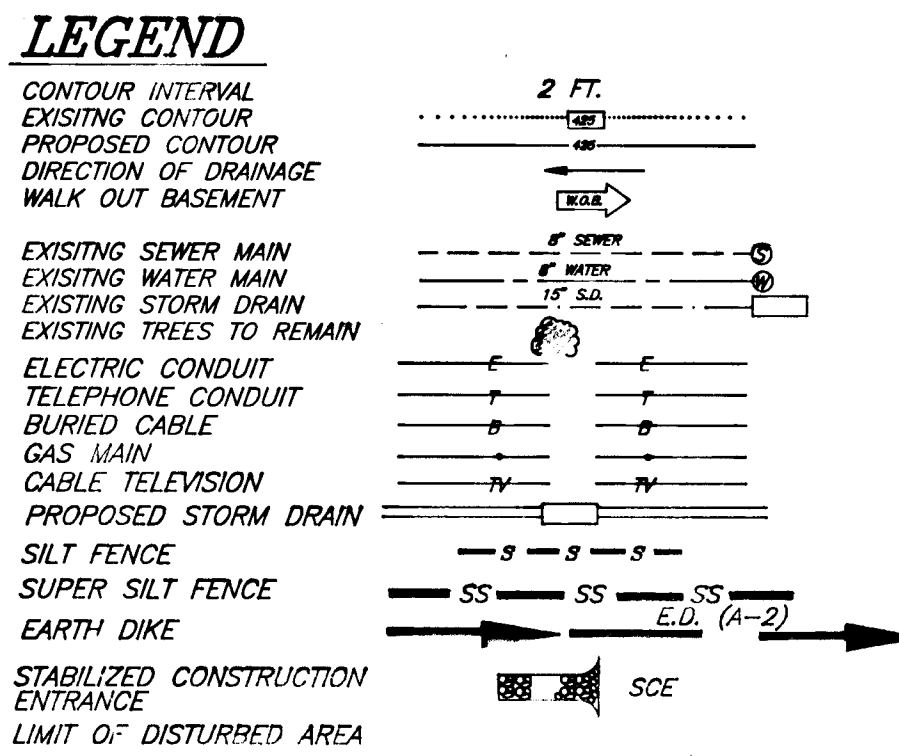 LEGEND
CONTOUR INTERVAL 2 FT.
EXISITNG CONTOUR 425
PROPOSED CONTOUR 425
DIRECTION OF DRAINAGE
WALK OUT BASEMENT W.O.B.
EXISITNG SEWER MAIN 8" SEWER S
EXISITNG WATER MAIN 8" WATER W
EXISTING STORM DRAIN 15" S.D.
EXISTING TREES TO REMAIN
ELECTRIC CONDUIT E E
TELEPHONE CONDUIT T T
BURIED CABLE B B
GAS MAIN
CABLE TELEVISION TV TV
PROPOSED STORM DRAIN
SILT FENCE S S S
SUPER SILT FENCE SS SS SS
EARTH DIKE E.D. (A-2)
STABILIZED CONSTRUCTION
ENTRANCE SCE
LIMIT OF DISTURBED AREA